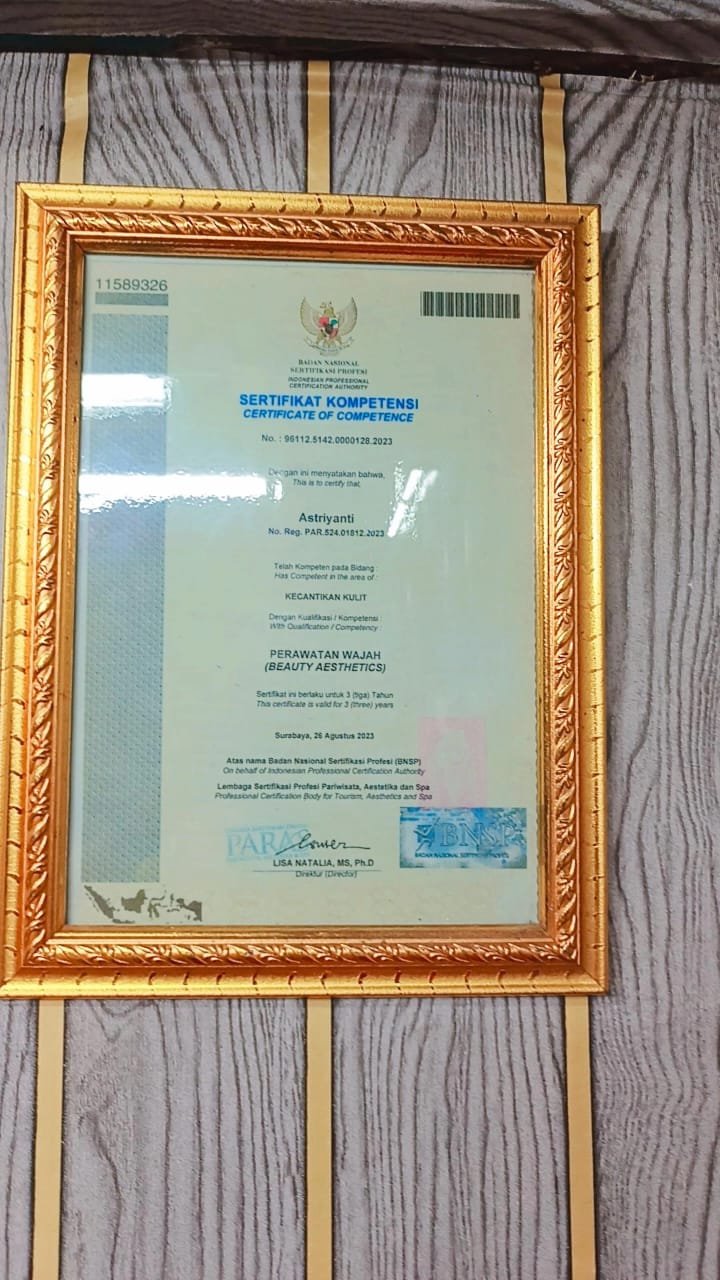 11589326
BADAN NASIONAL
SERTIFIKASI PROFESI
INDONESIAN PROFESSIONAL
CERTIFICATION AUTHORITY
SERTIFIKAT KOMPETENSI
CERTIFICATE OF COMPETENCE
No. : 96112.5142.0000128.2023
Dengan ini menyatakan bahwa,
This is to certify that,
Astriyanti
No. Reg. PAR.524.01812.2023
Telah Kompeten pada Bidang :
Has Competent in the area of :
KECANTIKAN KULIT
Dengan Kualifikasi / Kompetensi :
With Qualification / Competency :
PERAWATAN WAJAH
(BEAUTY AESTHETICS)
Sertifikat ini berlaku untuk 3 (tiga) Tahun
This certificate is valid for 3 (three) years
Surabaya, 26 Agustus 2023
Atas nama Badan Nasional Sertifikasi Profesi (BNSP)
On behalf of Indonesian Professional Certification Authority
Lembaga Sertifikasi Profesi Pariwisata, Aestetika dan Spa
Professional Certification Body for Tourism, Aesthetics and Spa
PARAS
BNSP
BADAN NASIONAL SERTIFIKASI PROFESI
LISA NATALIA, MS, Ph.D
Direktur (Director)